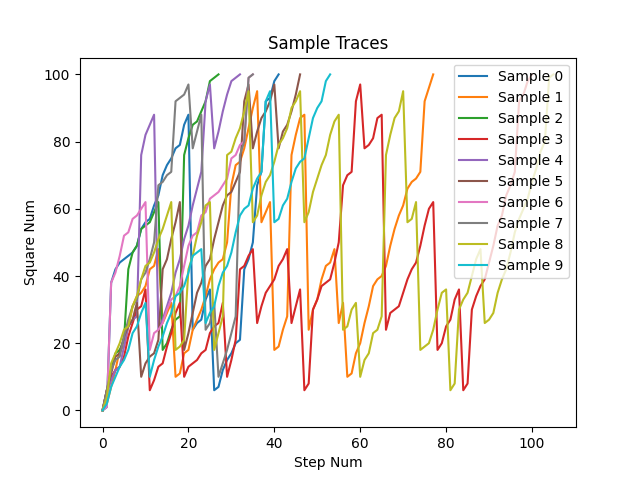 Sample Traces
100
80
60
40
20
0
Square Num
0
20
40
60
80
100
Step Num
Sample 0
Sample 1
Sample 2
Sample 3
Sample 4
Sample 5
Sample 6
Sample 7
Sample 8
Sample 9